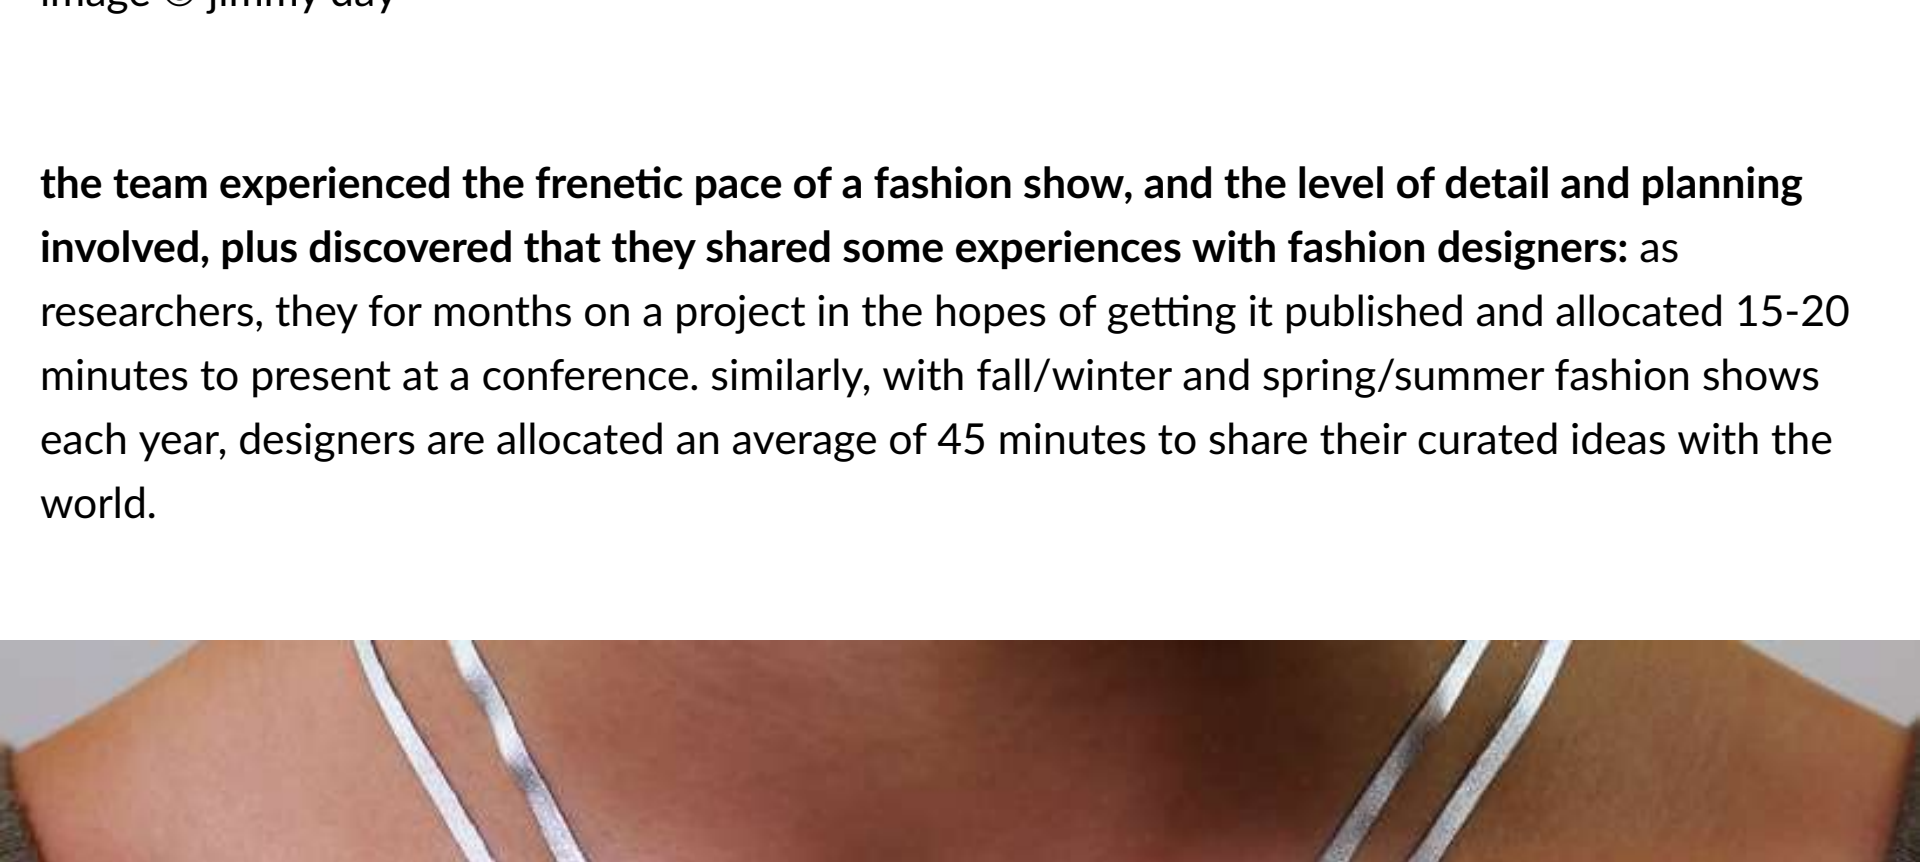 image © jimmy day
the team experienced the frenetic pace of a fashion show, and the level of detail and planning
involved, plus discovered that they shared some experiences with fashion designers: as
researchers, they for months on a project in the hopes of getting it published and allocated 15-20
minutes to present at a conference. similarly, with fall/winter and spring/summer fashion shows
each year, designers are allocated an average of 45 minutes to share their curated ideas with the
world.